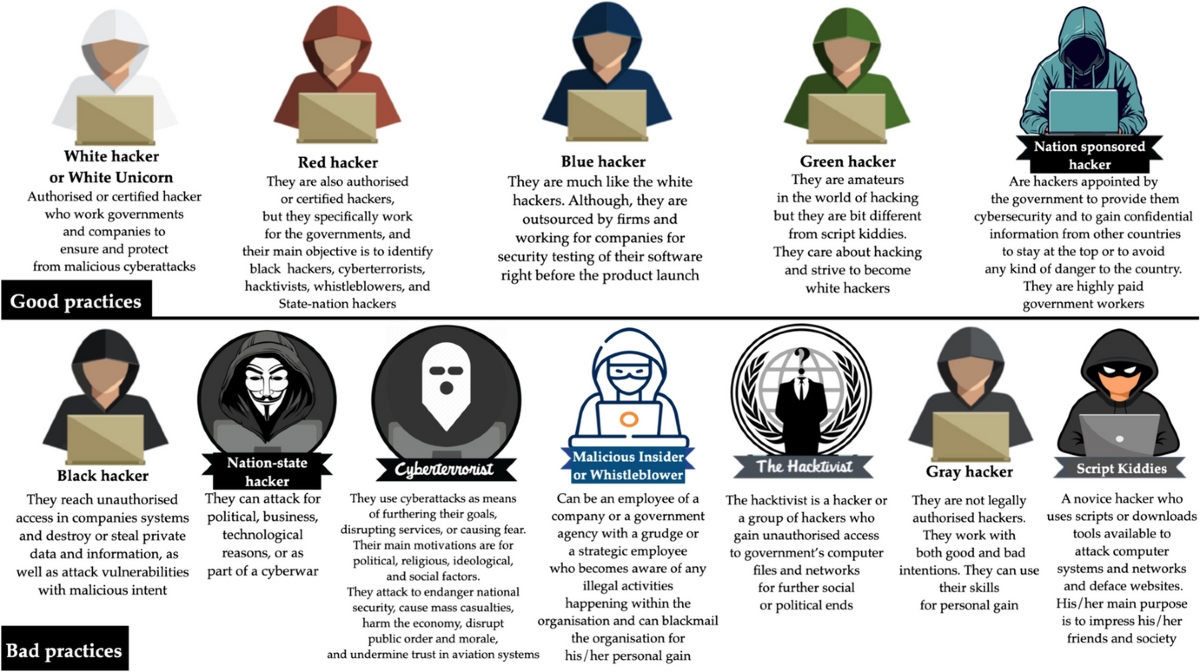 White hacker
or White Unicorn
Authorised or certified hacker
who work governments
and companies to
ensure and protect
from malicious cyberattacks
Red hacker
They are also authorised
or certified hackers,
but they specifically work
for the governments, and
their main objective is to identify
black hackers, cyberterrorists,
hacktivists, whistleblowers, and
State-nation hackers
Blue hacker
They are much like the white
hackers. Although, they are
outsourced by firms and
working for companies for
security testing of their software
right before the product launch
Green hacker
They are amateurs
in the world of hacking
but they are bit different
from script kiddies.
They care about hacking
and strive to become
white hackers
Nation sponsored
hacker
Are hackers appointed by
the government to provide them
cybersecurity and to gain confidential
information from other countries
to stay at the top or to avoid
any kind of danger to the country.
They are highly paid
government workers
Good practices
Black hacker
They reach unauthorised
access in companies systems
and destroy or steal private
data and information, as
well as attack vulnerabilities
with malicious intent
Nation-state
hacker
They can attack for
political, business,
technological
reasons, or as
part of a cyberwar
Cyberterrorist
They use cyberattacks as means
of furthering their goals,
disrupting services, or causing fear.
Their main motivations are for
political, religious, ideological,
and social factors.
They attack to endanger national
security, cause mass casualties,
harm the economy, disrupt
public order and morale,
and undermine trust in aviation systems
Malicious Insider
or Whistleblower
Can be an employee of a
company or a government
agency with a grudge or
a strategic employee
who becomes aware of any
illegal activities
happening within the
organisation and can blackmail
the organisation for
his/her personal gain
?
The Hacktivist
The hacktivist is a hacker or
a group of hackers who
gain unauthorised access
to government's computer
files and networks
for further social
or political ends
Gray hacker
They are not legally
authorised hackers.
They work with
both good and bad
intentions. They can use
their skills
for personal gain
Script Kiddies
A novice hacker who
uses scripts or downloads
tools available to
attack computer
systems and networks
and deface websites.
His/her main purpose
is to impress his/her
friends and society
Bad practices